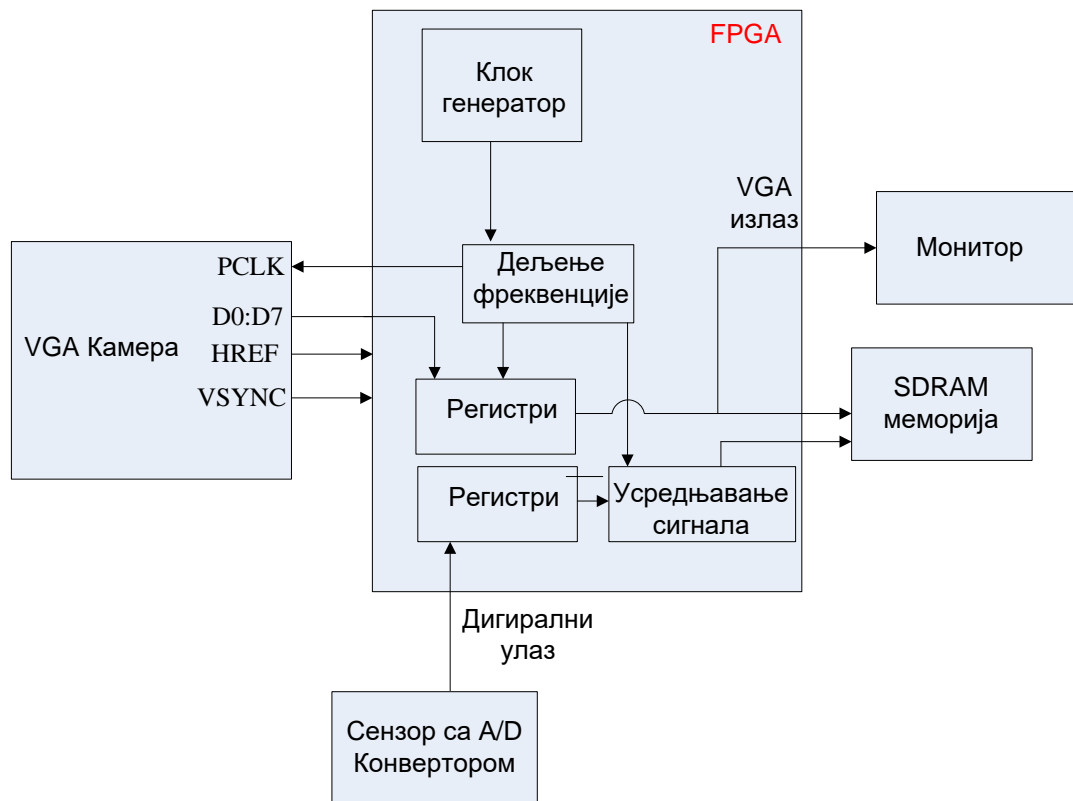 FPGA
Клок
генератор
VGA
излаз
Монитор
PCLK
Дељење
фреквенције
D0:D7
VGA Камера
HREF
VSYNC
Регистри
SDRAM
меморија
Регистри
Усредњавање
сигнала
Дигирални
улаз
Сензор са A/D
Конвертором